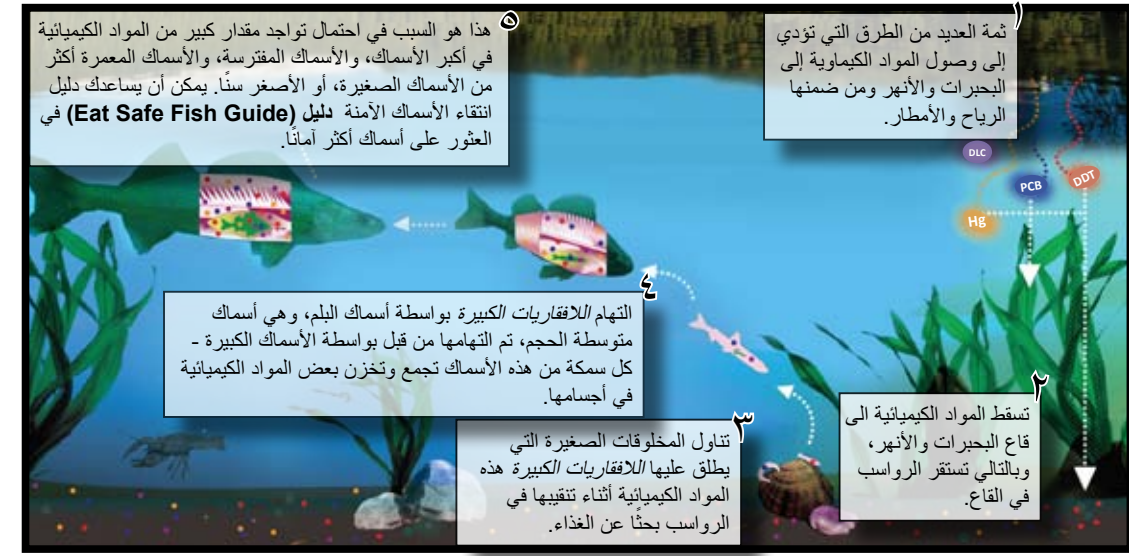 ١
ثمة العديد من الطرق التي تؤدي
إلى وصول المواد الكيماوية إلى
البحيرات والأنهر ومن ضمنها
الرياح والأمطار.
DLC
PCB
DDT
Hg
٢
تسقط المواد الكيميائية الى
قاع البحيرات والأنهر،
وبالتالي تستقر الرواسب
في القاع.
٣
تناول المخلوقات الصغيرة التي
يطلق عليها اللافقاريات الكبيرة هذه
المواد الكيميائية أثناء تنقيبها في
الرواسب بحثًا عن الغذاء.
٤
التهام اللافقاريات الكبيرة بواسطة أسماك البلم، وهي أسماك
متوسطة الحجم، تم التهامها من قبل بواسطة الأسماك الكبيرة -
كل سمكة من هذه الأسماك تجمع وتخزن بعض المواد الكيميائية
في أجسامها.
٥
هذا هو السبب في احتمال تواجد مقدار كبير من المواد الكيميائية
في أكبر الأسماك، والأسماك المفترسة، والأسماك المعمرة أكثر
من الأسماك الصغيرة، أو الأصغر سنًا. يمكن أن يساعدك دليل
انتقاء الأسماك الآمنة دليل (Eat Safe Fish Guide) في
العثور على أسماك أكثر آمانًا.